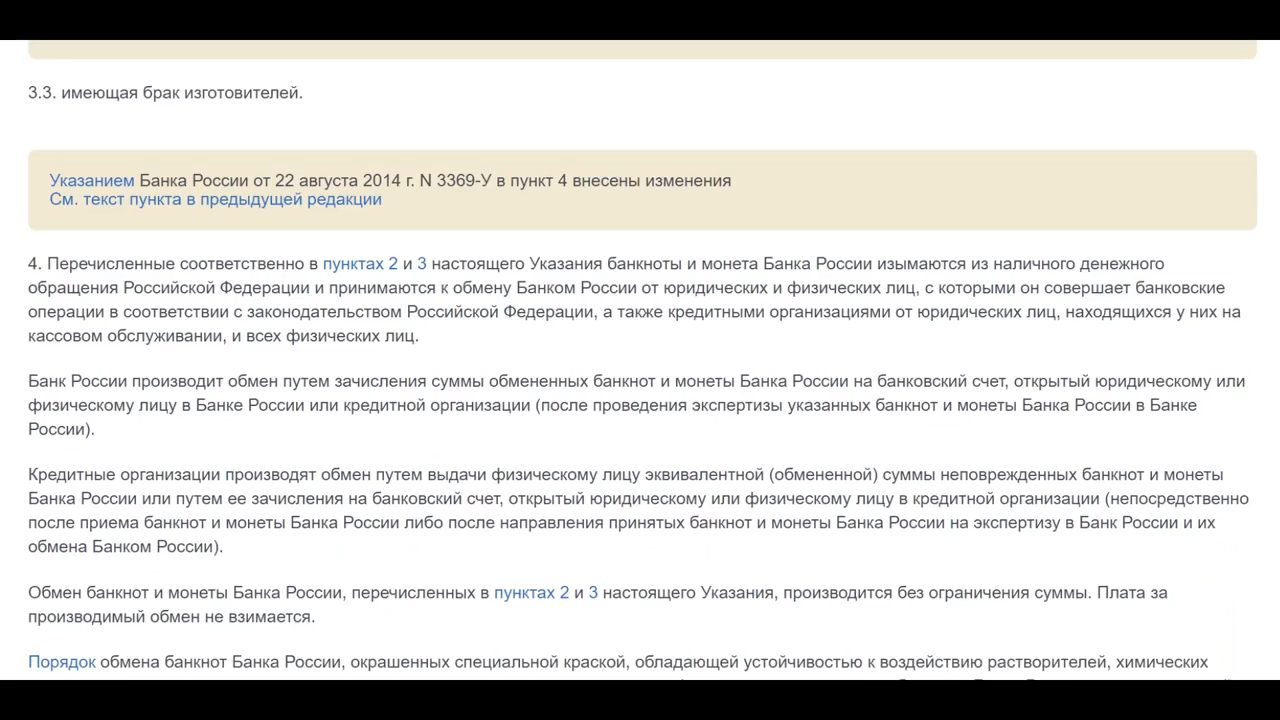 3.3. имеющая брак изготовителей.
Указанием Банка России от 22 августа 2014 г. N 3369-У в пункт 4 внесены изменения
См. текст пункта в предыдущей редакции
4. Перечисленные соответственно в пунктах 2 и 3 настоящего Указания банкноты и монета Банка России изымаются из наличного денежного
обращения Российской Федерации и принимаются к обмену Банком России от юридических и физических лиц, с которыми он совершает банковские
операции в соответствии с законодательством Российской Федерации, а также кредитными организациями от юридических лиц, находящихся у них на
кассовом обслуживании, и всех физических лиц.
Банк России производит обмен путем зачисления суммы обмененных банкнот и монеты Банка России на банковский счет, открытый юридическому или
физическому лицу в Банке России или кредитной организации (после проведения экспертизы указанных банкнот и монеты Банка России в Банке
России).
Кредитные организации производят обмен путем выдачи физическому лицу эквивалентной (обмененной) суммы неповрежденных банкнот и монеты
Банка России или путем ее зачисления на банковский счет, открытый юридическому или физическому лицу в кредитной организации (непосредственно
после приема банкнот и монеты Банка России либо после направления принятых банкнот и монеты Банка России на экспертизу в Банк России и их
обмена Банком России).
Обмен банкнот и монеты Банка России, перечисленных в пунктах 2 и 3 настоящего Указания, производится без ограничения суммы. Плата за
производимый обмен не взимается.
Порядок обмена банкнот Банка России, окрашенных специальной краской, обладающей устойчивостью к воздействию растворителей, химических